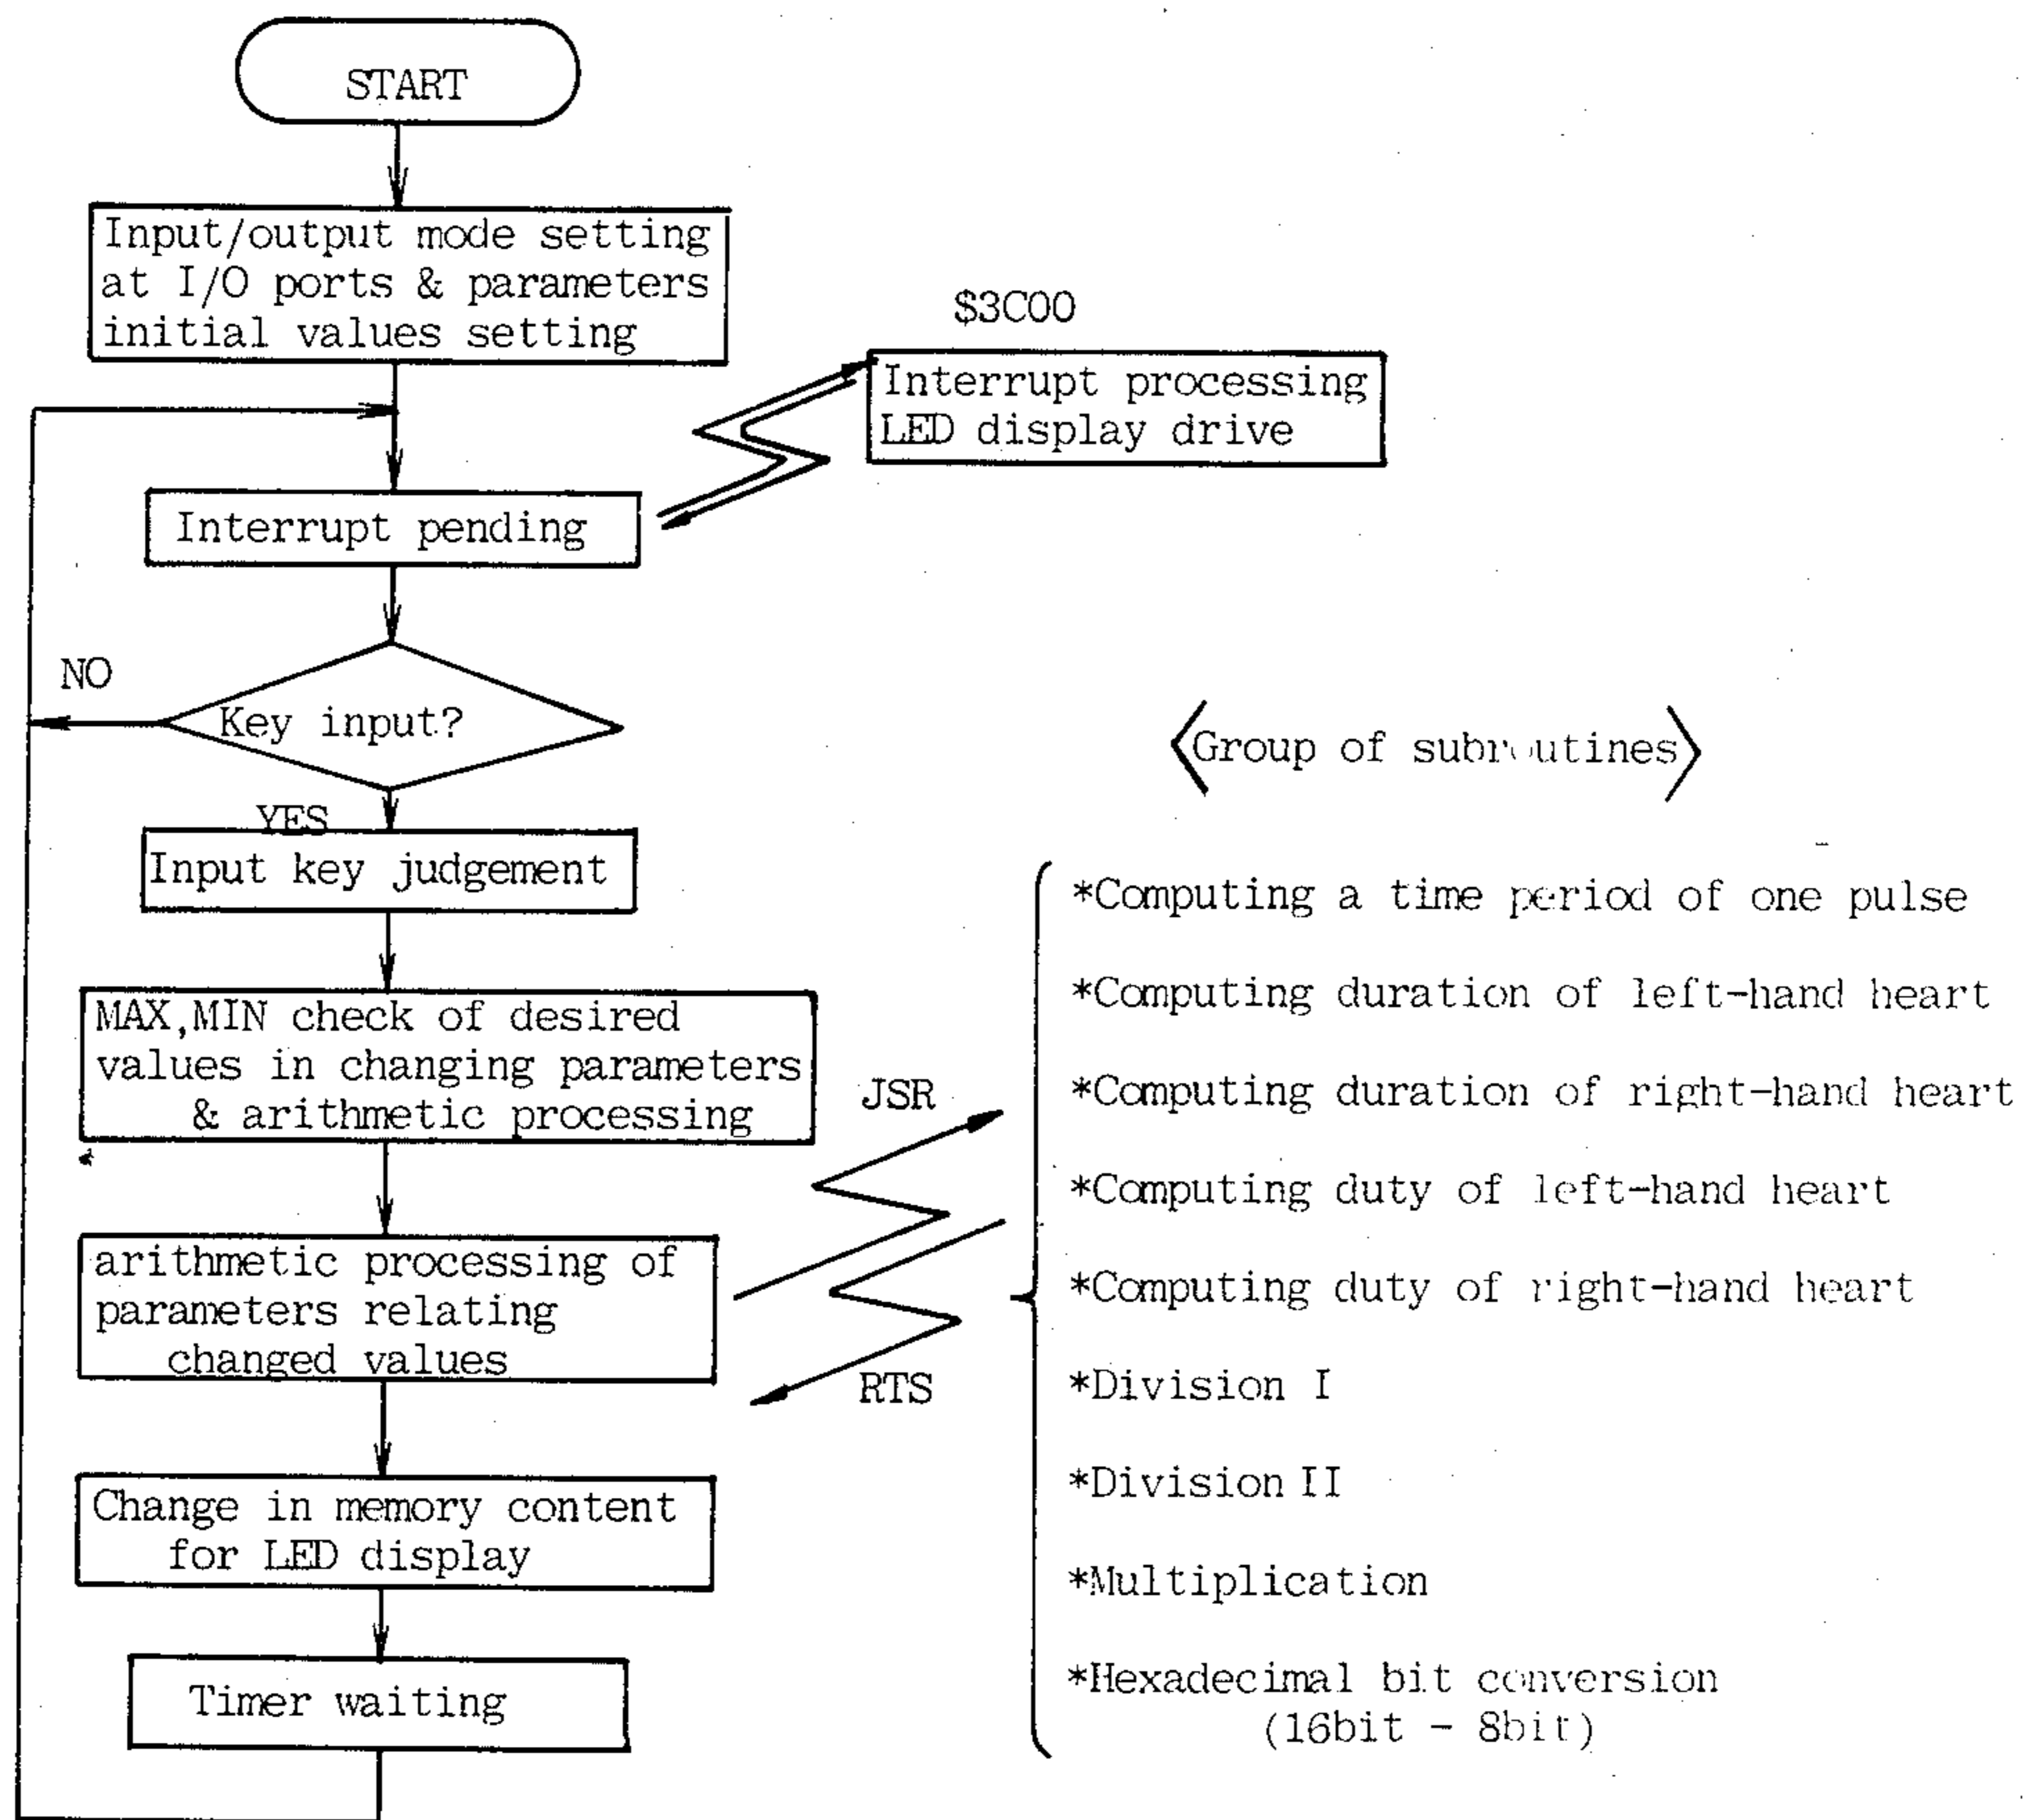 START
Input/output mode setting
at I/O ports & parameters
initial values setting
$3C00
Interrupt processing
LED display drive
Interrupt pending
NO
Key input?
YES
Input key judgement
MAX,MIN check of desired
values in changing parameters
& arithmetic processing
arithmetic processing of
parameters relating
changed values
Change in memory content
for LED display
Timer waiting
JSR
RTS
<Group of subroutines>
*Computing a time period of one pulse
*Computing duration of left-hand heart
*Computing duration of right-hand heart
*Computing duty of left-hand heart
*Computing duty of right-hand heart
*Division I
*Division II
*Multiplication
*Hexadecimal bit conversion
(16bit - 8bit)